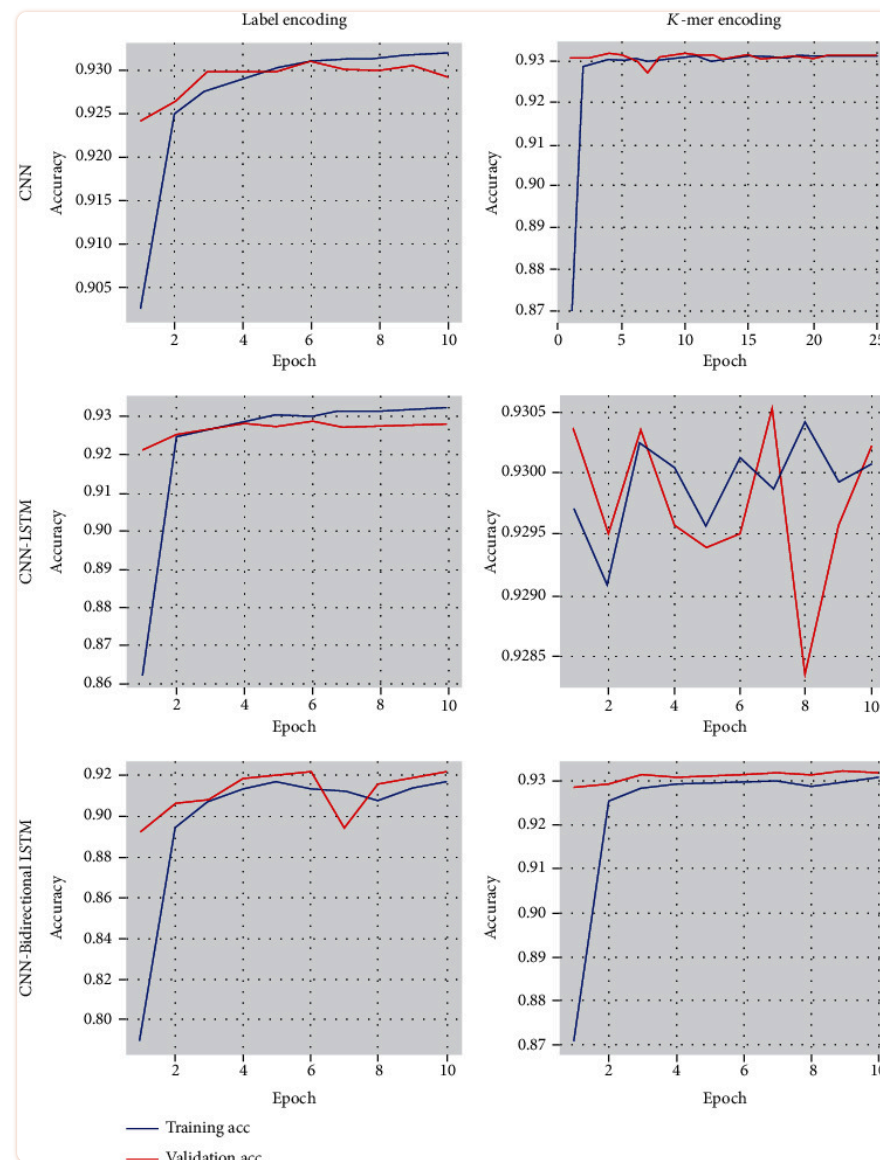 Label encoding
K-mer encoding
CNN
Accuracy
0.930
0.925
0.920
0.915
0.910
0.905
2 4 6 8 10
Epoch
Accuracy
0.93
0.92
0.91
0.90
0.89
0.88
0.87
0 5 10 15 20 25
Epoch
CNN-LSTM
Accuracy
0.93
0.92
0.91
0.90
0.89
0.88
0.87
0.86
2 4 6 8 10
Epoch
Accuracy
0.9305
0.9300
0.9295
0.9290
0.9285
2 4 6 8 10
Epoch
CNN-Bidirectional LSTM
Accuracy
0.92
0.90
0.88
0.86
0.84
0.82
0.80
2 4 6 8 10
Epoch
Accuracy
0.93
0.92
0.91
0.90
0.89
0.88
0.87
2 4 6 8 10
Epoch
Training acc
Validation acc